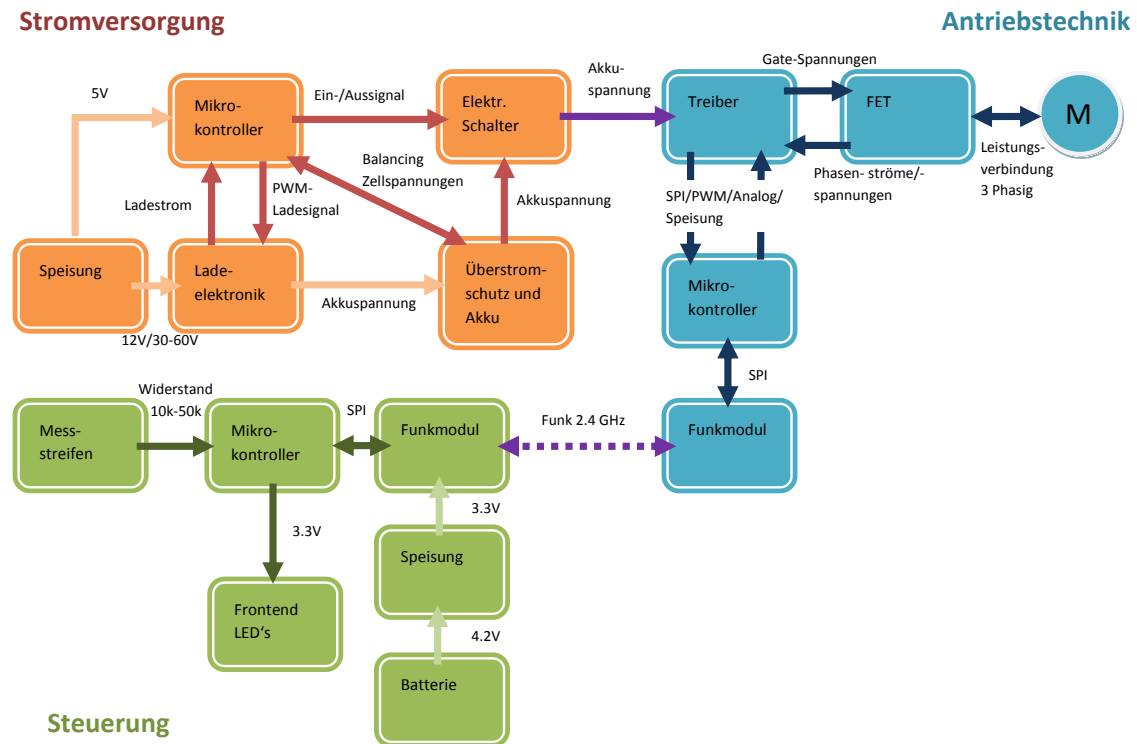 Stromversorgung
Antriebstechnik
5V
Mikro-
kontroller
Ein-/Aussignal
Elektr.
Schalter
Akku-
spannung
Treiber
Gate-Spannungen
FET
M
Leistungs-
verbindung
3 Phasig
Phasen- ströme/-
spannungen
Ladestrom
PWM-
Ladesignal
Balancing
Zellspannungen
Akkuspannung
SPI/PWM/Analog/
Speisung
Speisung
12V/30-60V
Lade-
elektronik
Akkuspannung
Überstrom-
schutz und
Akku
Mikro-
kontroller
SPI
Funkmodul
Widerstand
10k-50k
Mess-
streifen
Mikro-
kontroller
SPI
Funkmodul
Funk 2.4 GHz
3.3V
3.3V
Speisung
Frontend
LED‘s
4.2V
Batterie
Steuerung